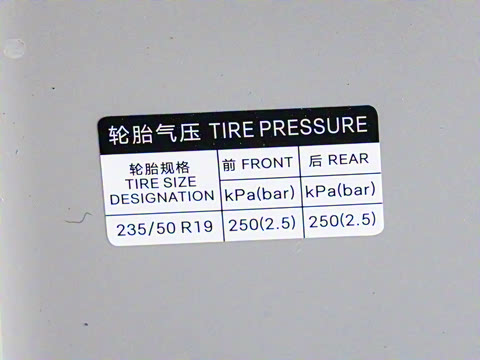 轮胎气压 TIRE PRESSURE
轮胎规格
TIRE SIZE
DESIGNATION
前 FRONT 后 REAR
kPa(bar) kPa(bar)
235/50 R19 250(2.5) 250(2.5)